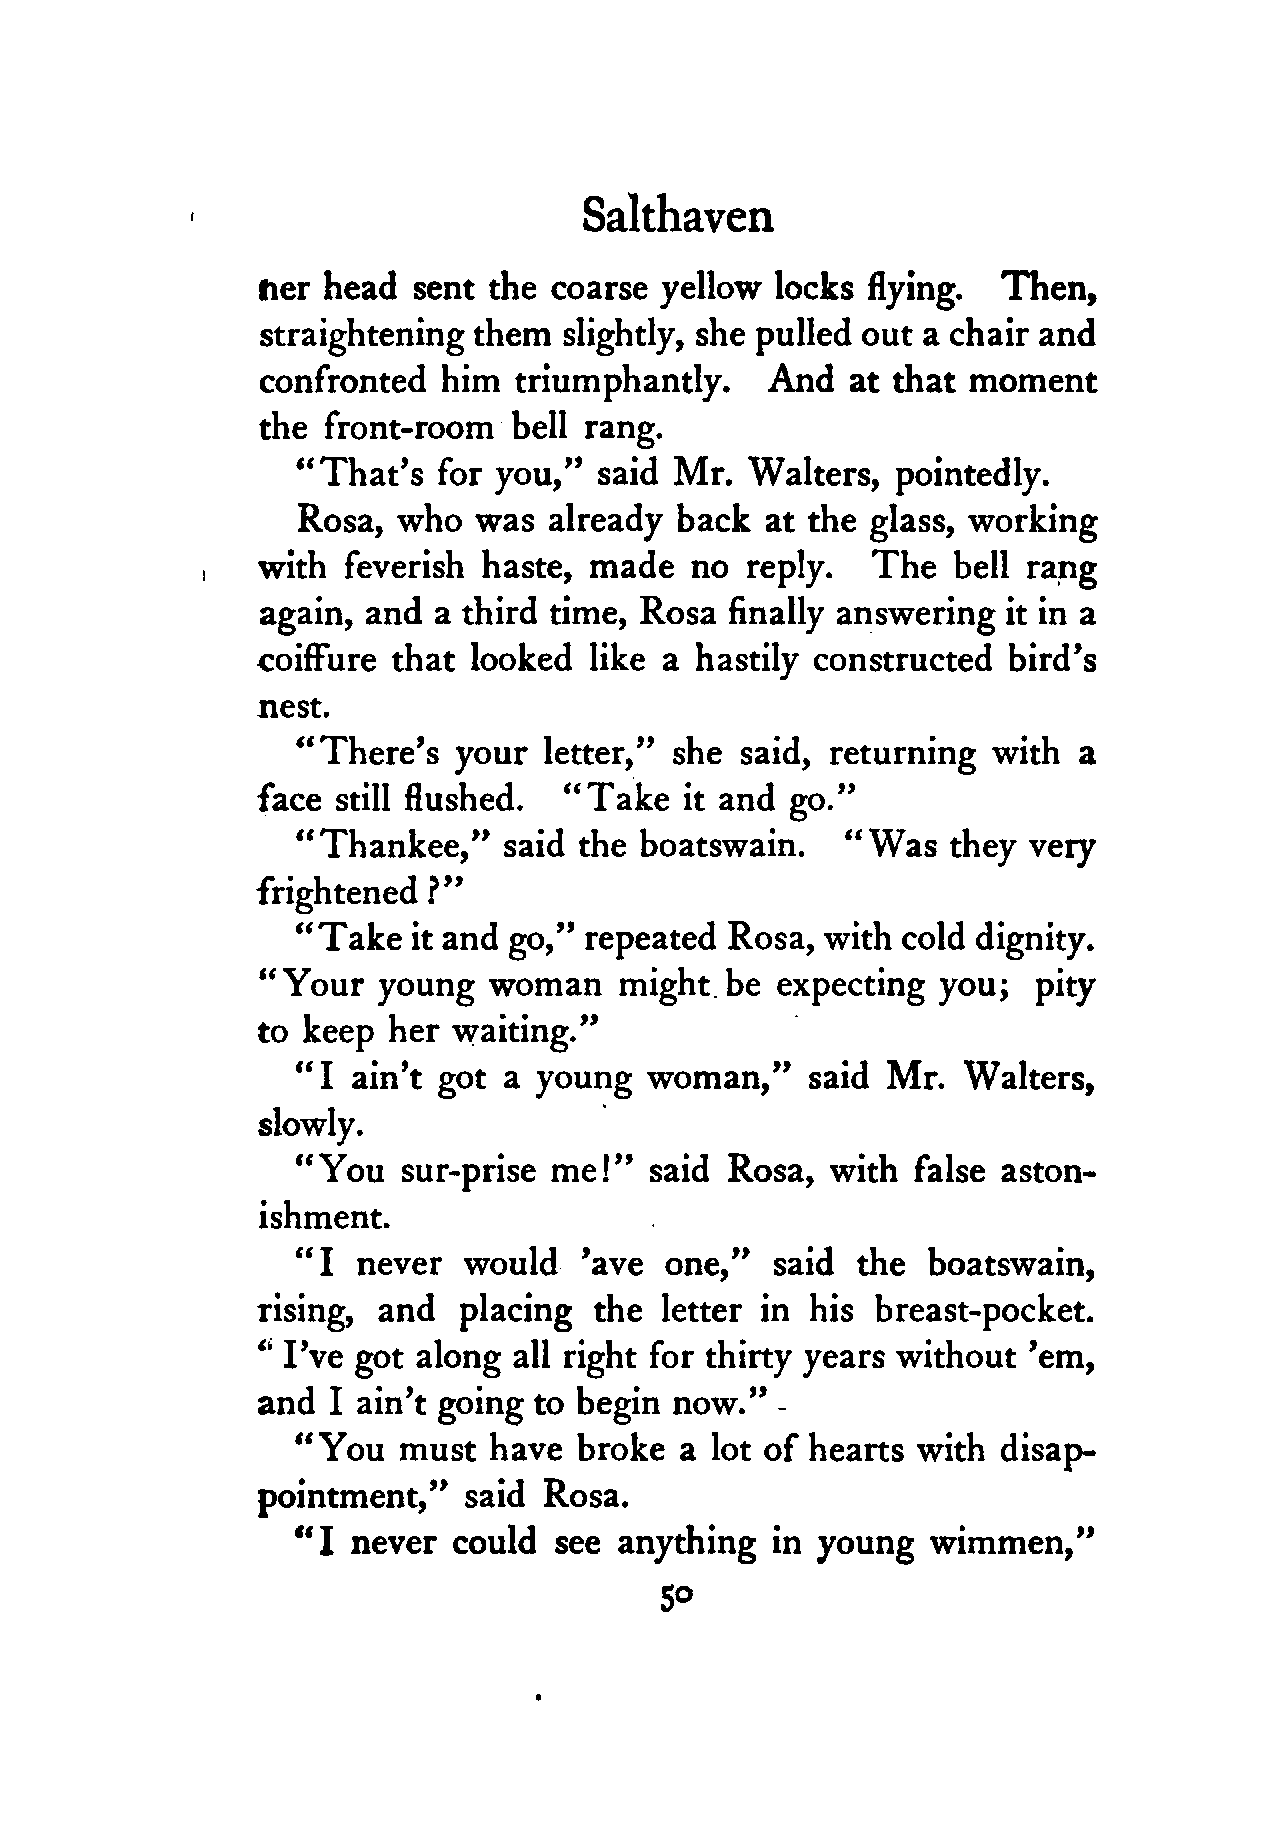 Salthaven
her head sent the coarse yellow locks flying. Then,
straightening them slightly, she pulled out a chair and
confronted him triumphantly. And at that moment
the front-room bell rang.
"That's for you," said Mr. Walters, pointedly.
Rosa, who was already back at the glass, working
with feverish haste, made no reply. The bell rang
again, and a third time, Rosa finally answering it in a
coiffure that looked like a hastily constructed bird's
nest.
"There's your letter," she said, returning with a
face still flushed. "Take it and go."
"Thankee," said the boatswain. "Was they very
frightened?"
"Take it and go," repeated Rosa, with cold dignity.
"Your young woman might be expecting you; pity
to keep her waiting."
"I ain't got a young woman," said Mr. Walters,
slowly.
"You sur-prise me!" said Rosa, with false aston-
ishment.
"I never would 'ave one," said the boatswain,
rising, and placing the letter in his breast-pocket.
"I've got along all right for thirty years without 'em,
and I ain't going to begin now."
"You must have broke a lot of hearts with disap-
pointment," said Rosa.
"I never could see anything in young wimmen,"
50